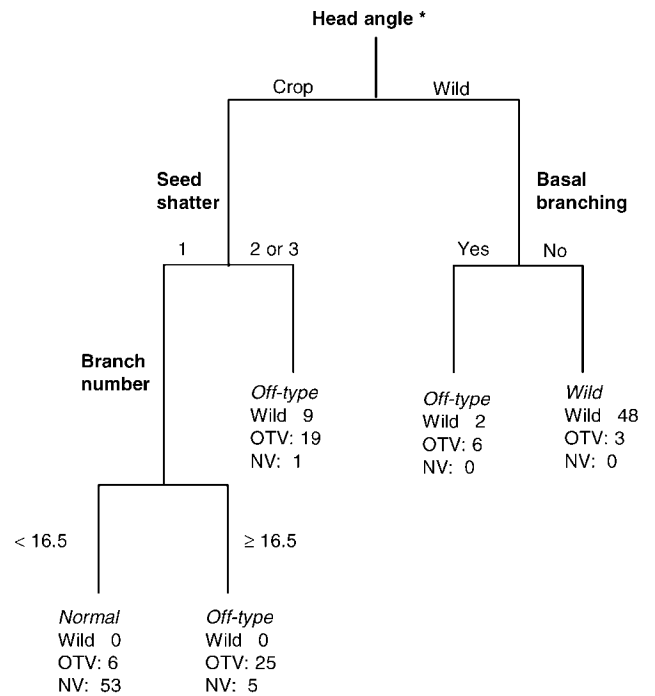 Head angle *
Crop
Wild
Seed
shatter
Basal
branching
1
2 or 3
Yes
No
Branch
number
Off-type
Wild 9
OTV: 19
NV: 1
Off-type
Wild 2
OTV: 6
NV: 0
Wild
Wild 48
OTV: 3
NV: 0
< 16.5
≥ 16.5
Normal
Wild 0
OTV: 6
NV: 53
Off-type
Wild 0
OTV: 25
NV: 5